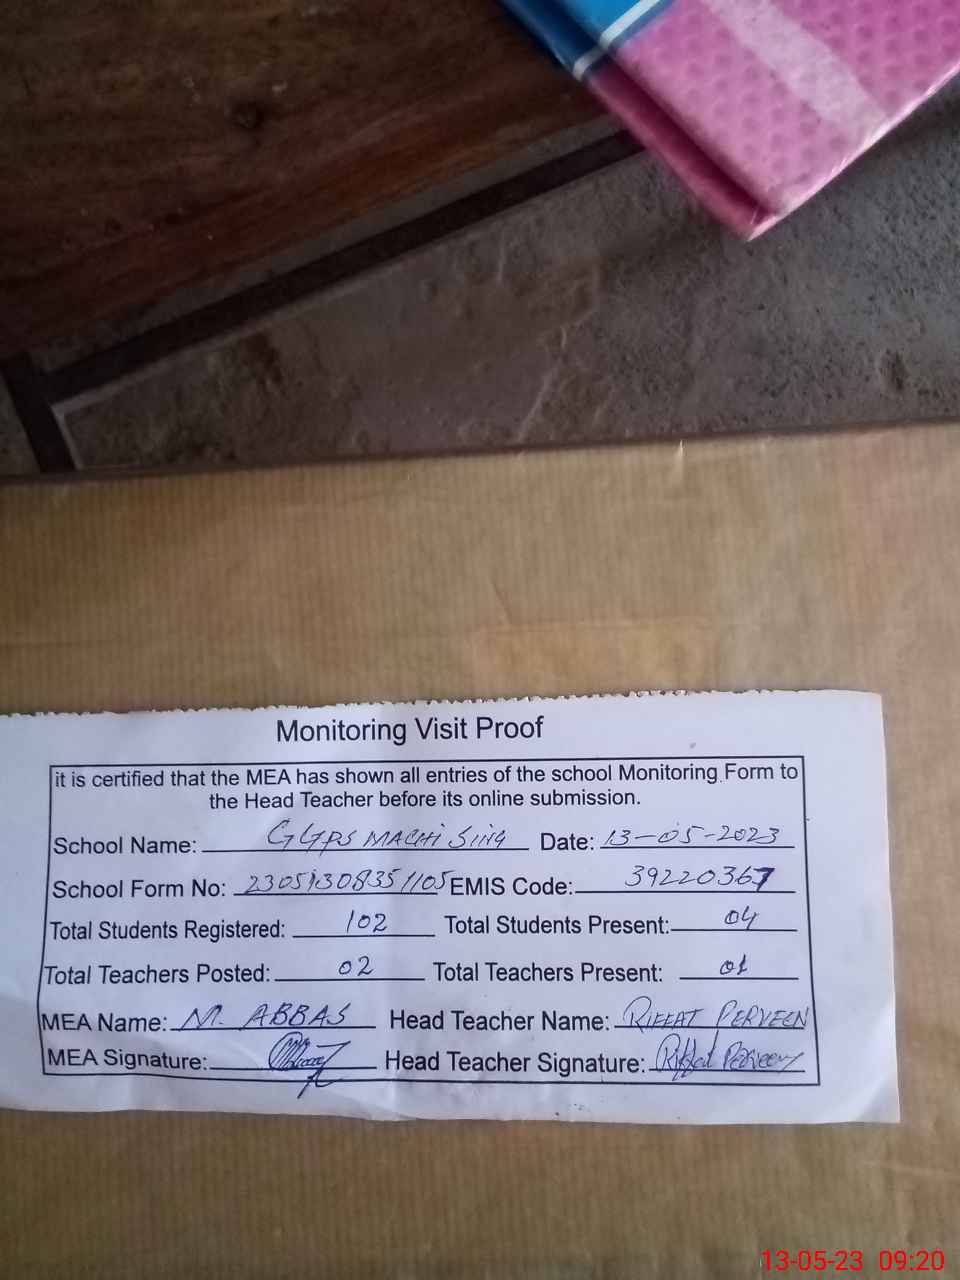 Monitoring Visit Proof
it is certified that the MEA has shown all entries of the school Monitoring Form to
the Head Teacher before its online submission.
School Name: GGPS MACHI SING Date: 13-05-2023
School Form No: 23051308351105 EMIS Code: 39220367
Total Students Registered: 102 Total Students Present: 04
Total Teachers Posted: 02 Total Teachers Present: 01
MEA Name: M. ABBAS Head Teacher Name: RIFFAT PERVEEN
MEA Signature: Head Teacher Signature: Riffat Perveen
13-05-23 09:20